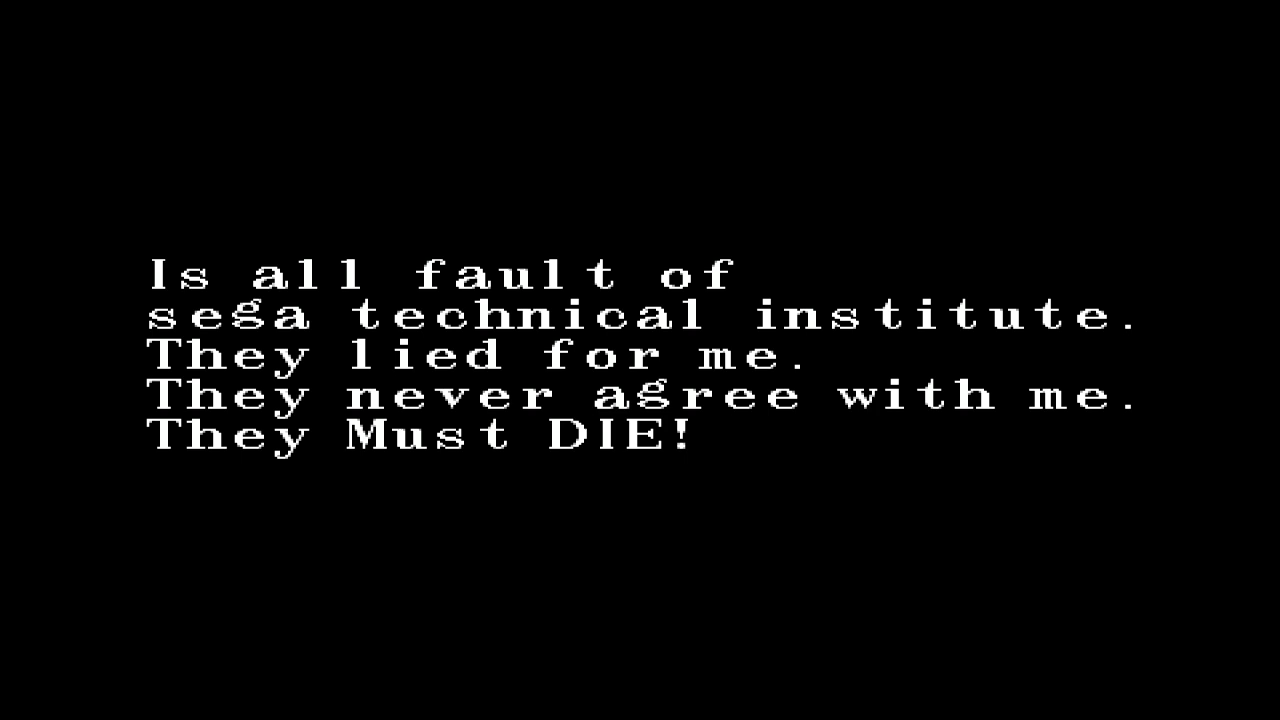 Is all fault of
sega technical institute.
They lied for me.
They never agree with me.
They Must DIE!